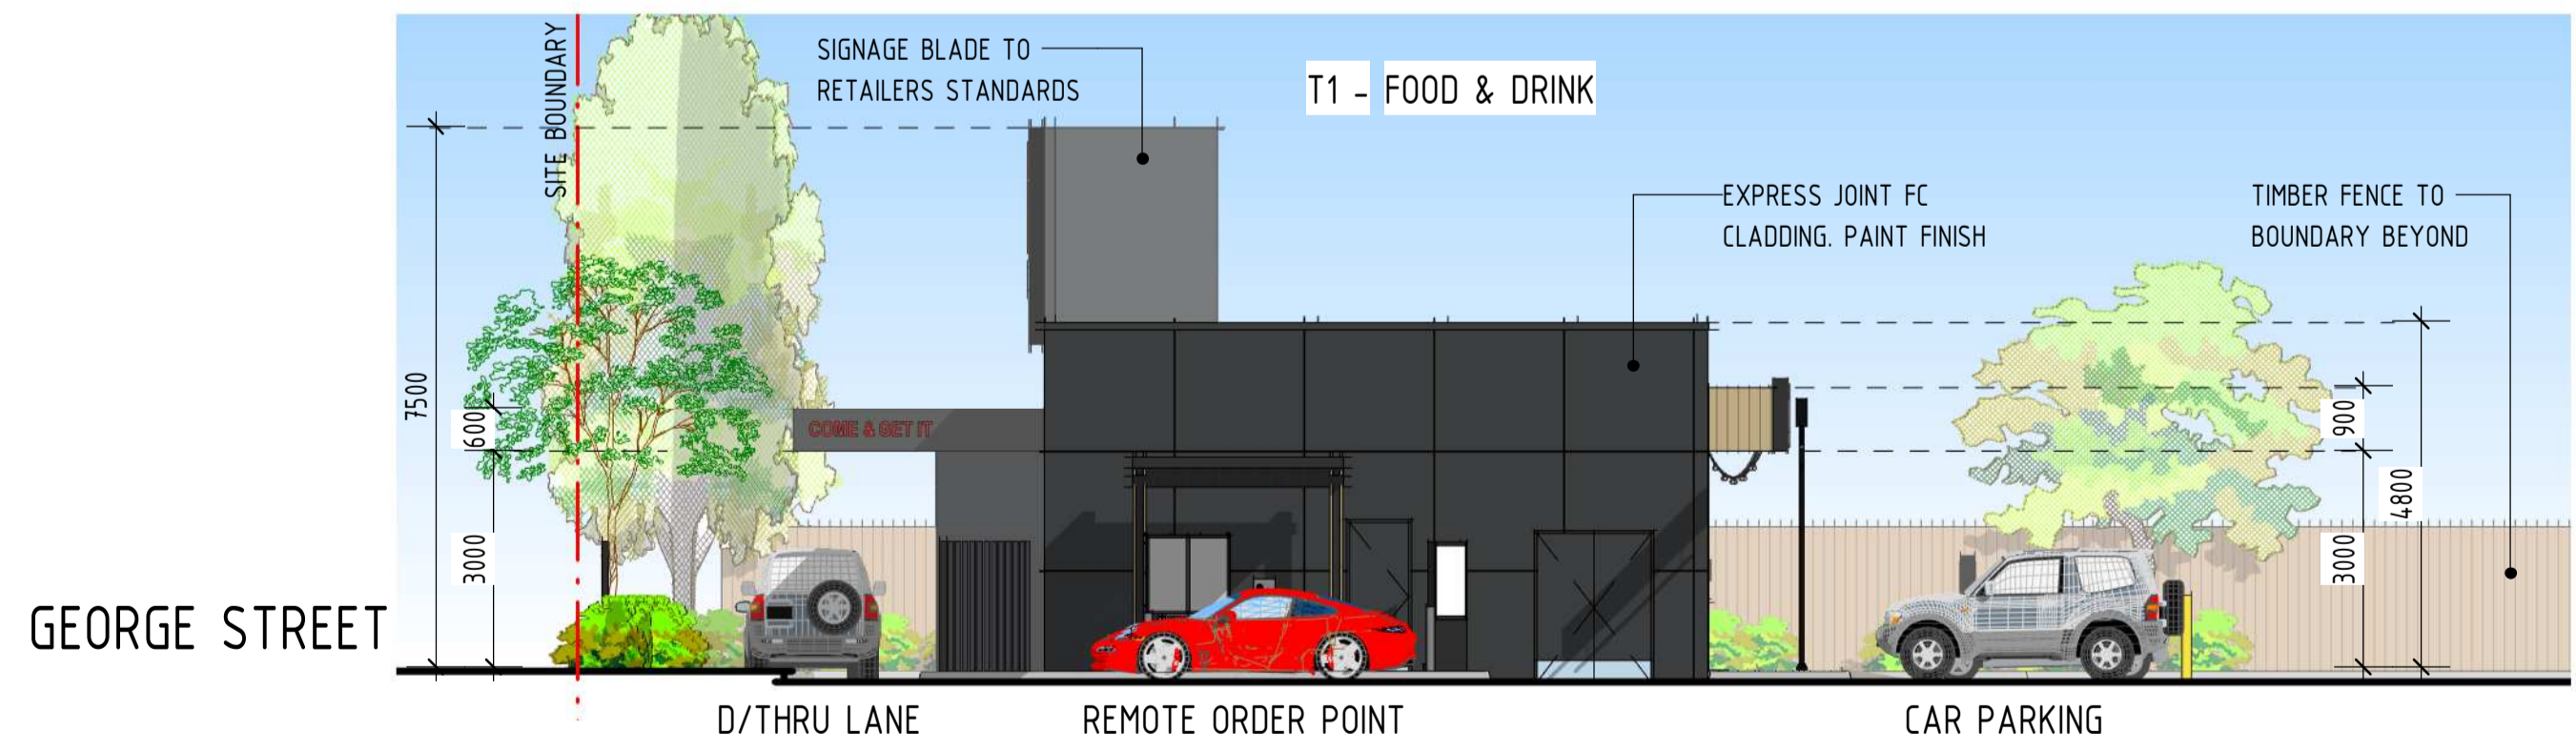 SITE BOUNDARY
SIGNAGE BLADE TO
RETAILERS STANDARDS
T1 - FOOD & DRINK
EXPRESS JOINT FC
CLADDING. PAINT FINISH
TIMBER FENCE TO
BOUNDARY BEYOND
7500
600
3000
COME & GET IT
900
4800
3000
GEORGE STREET
D/THRU LANE
REMOTE ORDER POINT
CAR PARKING